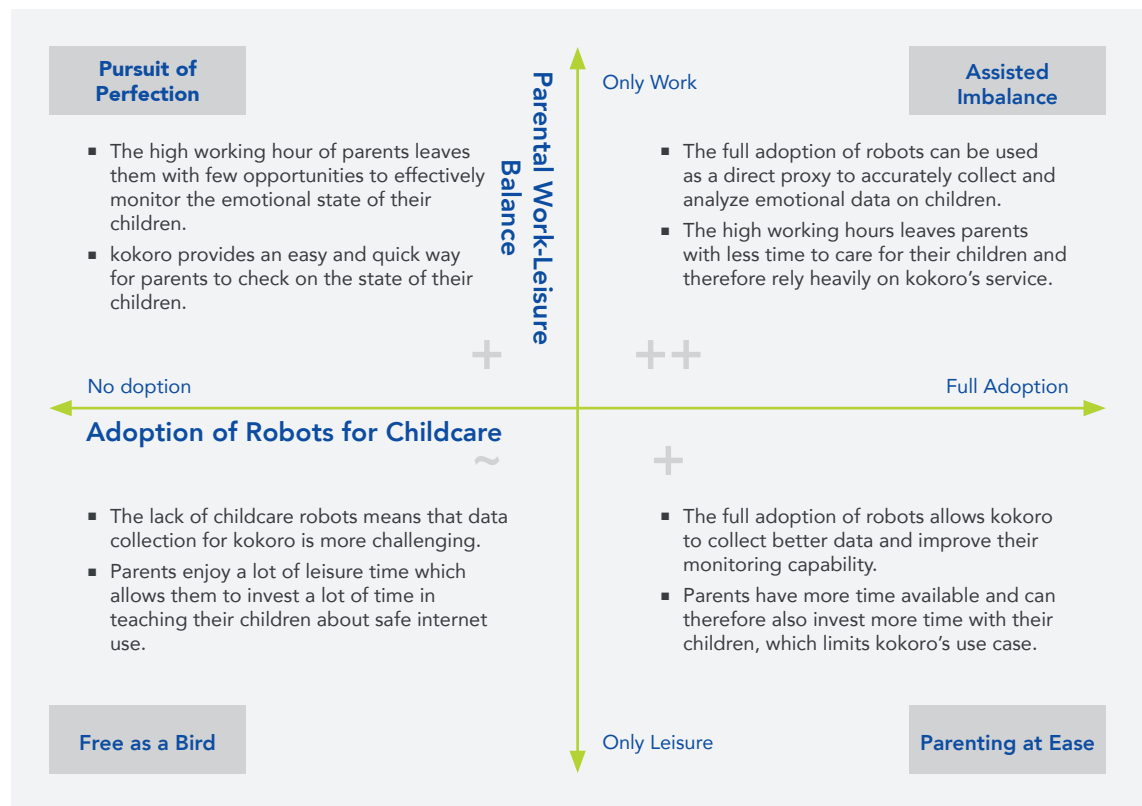 Pursuit of
Perfection
■ The high working hour of parents leaves
them with few opportunities to effectively
monitor the emotional state of their
children.
■ kokoro provides an easy and quick way
for parents to check on the state of their
children.
+
Parental Work-Leisure
Balance
Only Work
Assisted
Imbalance
■ The full adoption of robots can be used
as a direct proxy to accurately collect and
analyze emotional data on children.
■ The high working hours leaves parents
with less time to care for their children and
therefore rely heavily on kokoro’s service.
++
No doption
Full Adoption
Adoption of Robots for Childcare
~
■ The lack of childcare robots means that data
collection for kokoro is more challenging.
■ Parents enjoy a lot of leisure time which
allows them to invest a lot of time in
teaching their children about safe internet
use.
Free as a Bird
+
■ The full adoption of robots allows kokoro
to collect better data and improve their
monitoring capability.
■ Parents have more time available and can
therefore also invest more time with their
children, which limits kokoro’s use case.
Only Leisure
Parenting at Ease